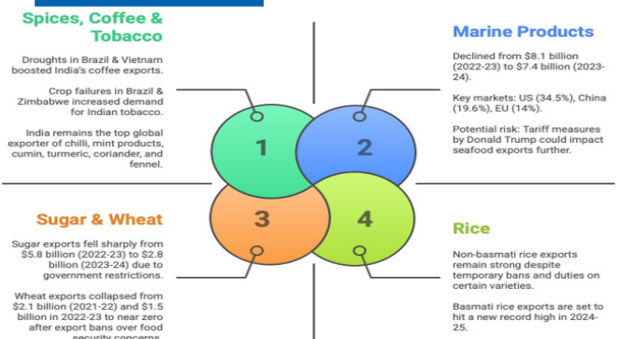 Spices, Coffee &
Tobacco
Droughts in Brazil & Vietnam
boosted India's coffee exports.
Crop failures in Brazil &
Zimbabwe increased demand
for Indian tobacco.
India remains the top global
exporter of chilli, mint products,
cumin, turmeric, coriander, and
fennel.
1
Marine Products
Declined from $8.1 billion
(2022-23) to $7.4 billion (2023-
24).
Key markets: US (34.5%), China
(19.6%), EU (14%).
Potential risk: Tariff measures
by Donald Trump could impact
seafood exports further.
2
Sugar & Wheat
Sugar exports fell sharply from
$5.8 billion (2022-23) to $2.8
billion (2023-24) due to
government restrictions.
Wheat exports collapsed from
$2.1 billion (2021-22) and $1.5
billion in 2022-23 to near zero
after export bans over food
security concerns.
3
Rice
Non-basmati rice exports
remain strong despite
temporary bans and duties on
certain varieties.
Basmati rice exports are set to
hit a new record high in 2024-
25.
4